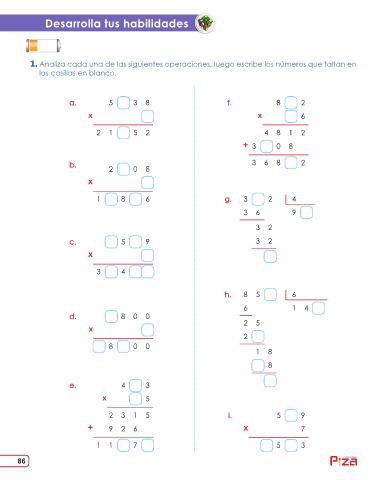 Desarrolla tus habilidades
1. Analiza cada una de las siguientes operaciones, luego escribe los números que faltan en
las casillas en blanco.
a. 5 3 8
x
2 1 5 2
b. 2 0 8
x
1 8 6
c. 5 9
x
3 4
d. 8 0 0
x
8 0 0
e. 4 3
x 5
2 3 1 5
+ 9 2 6
1 1 7
f. 8 2
x 6
4 8 1 2
+ 3 0 8
3 6 8 2
g. 3 2 4
3 6 9
3 2
3 2
h. 8 5 6
6 1 4
2 5
2
1 8
8
i. 5 9
x 7
5 3
86